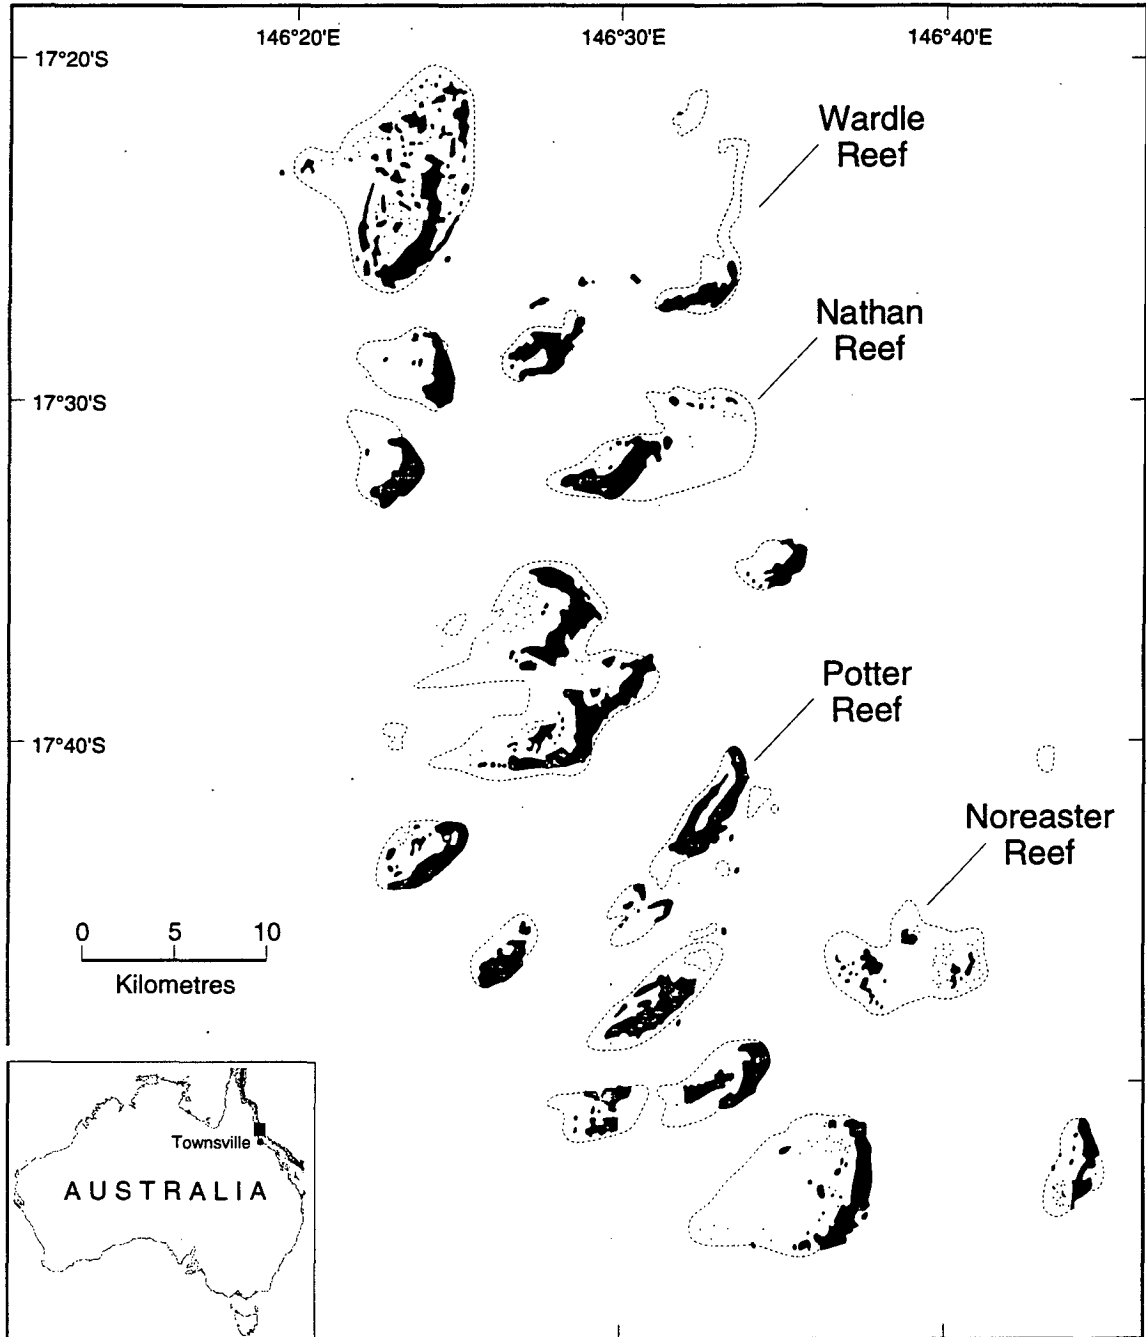 146°20'E
146°30'E
146°40'E
17°20'S
Wardle
Reef
Nathan
Reef
17°30'S
Potter
Reef
17°40'S
Noreaster
Reef
0 5 10
Kilometres
Townsville
AUSTRALIA